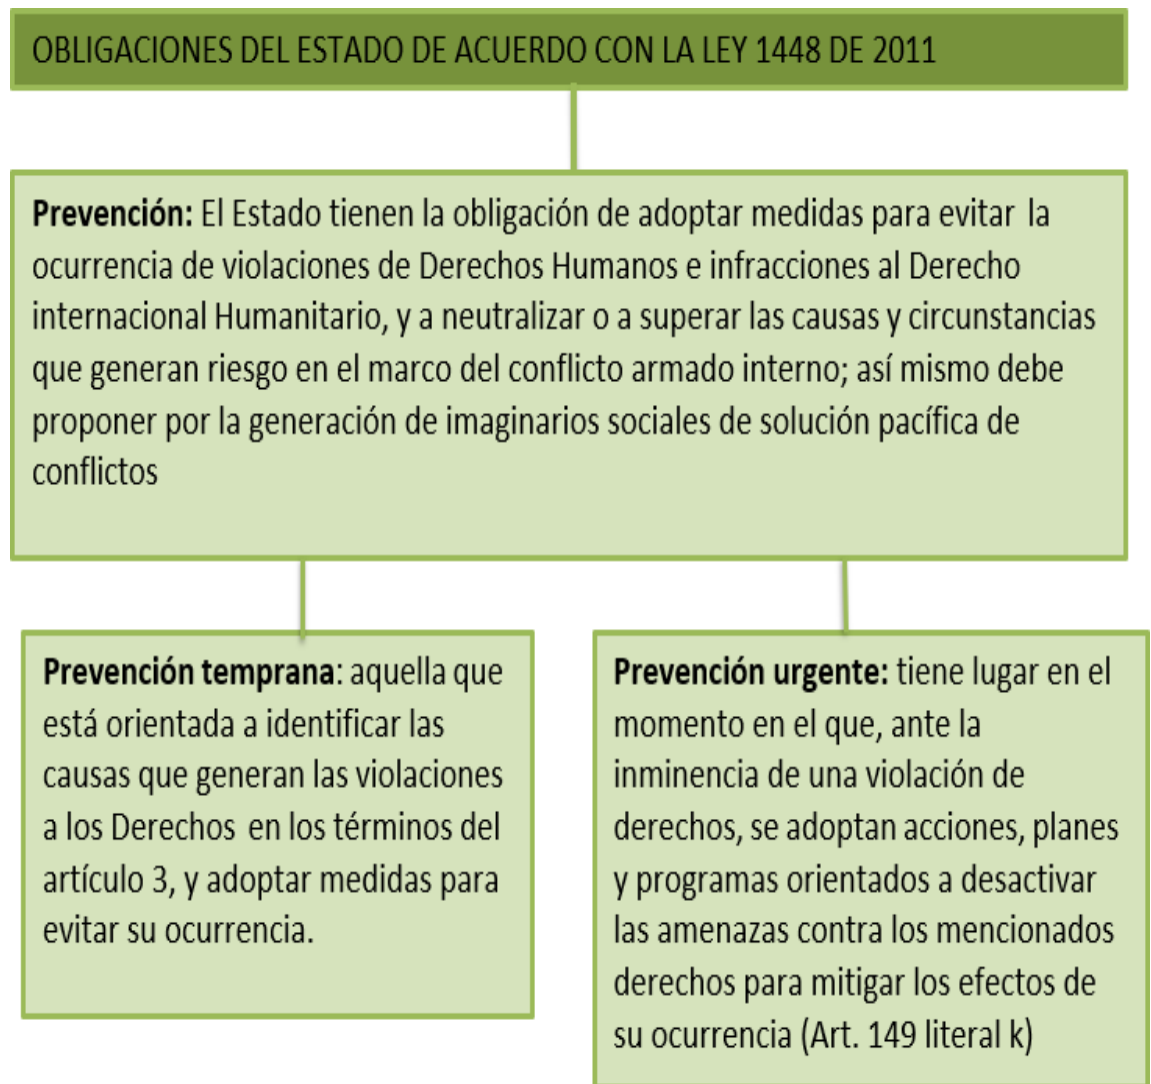 OBLIGACIONES DEL ESTADO DE ACUERDO CON LA LEY 1448 DE 2011
Prevención: El Estado tienen la obligación de adoptar medidas para evitar la
ocurrencia de violaciones de Derechos Humanos e infracciones al Derecho
internacional Humanitario, y a neutralizar o a superar las causas y circunstancias
que generan riesgo en el marco del conflicto armado interno; así mismo debe
proponer por la generación de imaginarios sociales de solución pacífica de
conflictos
Prevención temprana: aquella que
está orientada a identificar las
causas que generan las violaciones
a los Derechos en los términos del
artículo 3, y adoptar medidas para
evitar su ocurrencia.
Prevención urgente: tiene lugar en el
momento en el que, ante la
inminencia de una violación de
derechos, se adoptan acciones, planes
y programas orientados a desactivar
las amenazas contra los mencionados
derechos para mitigar los efectos de
su ocurrencia (Art. 149 literal k)